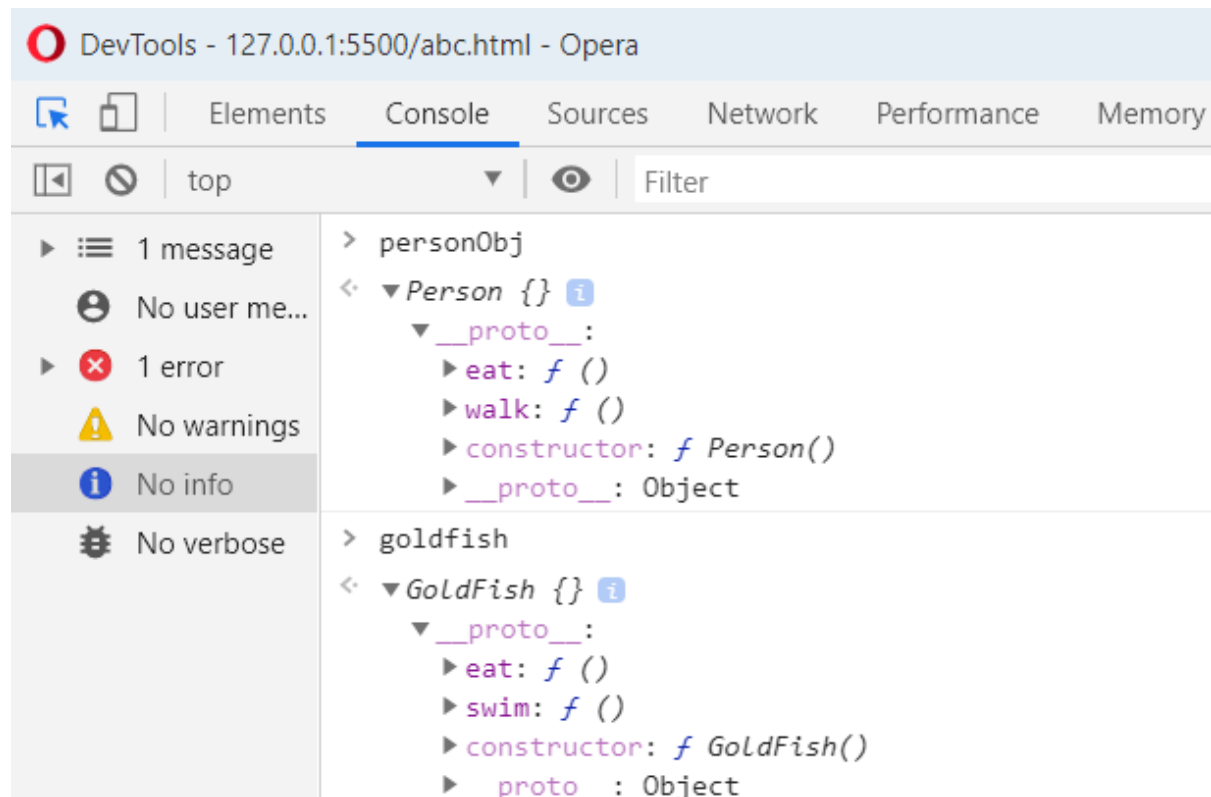 DevTools - 127.0.0.1:5500/abc.html - Opera
Elements Console Sources Network Performance Memory
top Filter
1 message
No user me...
1 error
No warnings
No info
No verbose
> personObj
Person {} i
__proto__:
eat: ƒ ()
walk: ƒ ()
constructor: ƒ Person()
__proto__: Object
> goldfish
GoldFish {} i
__proto__:
eat: ƒ ()
swim: ƒ ()
constructor: ƒ GoldFish()
__proto__: Object